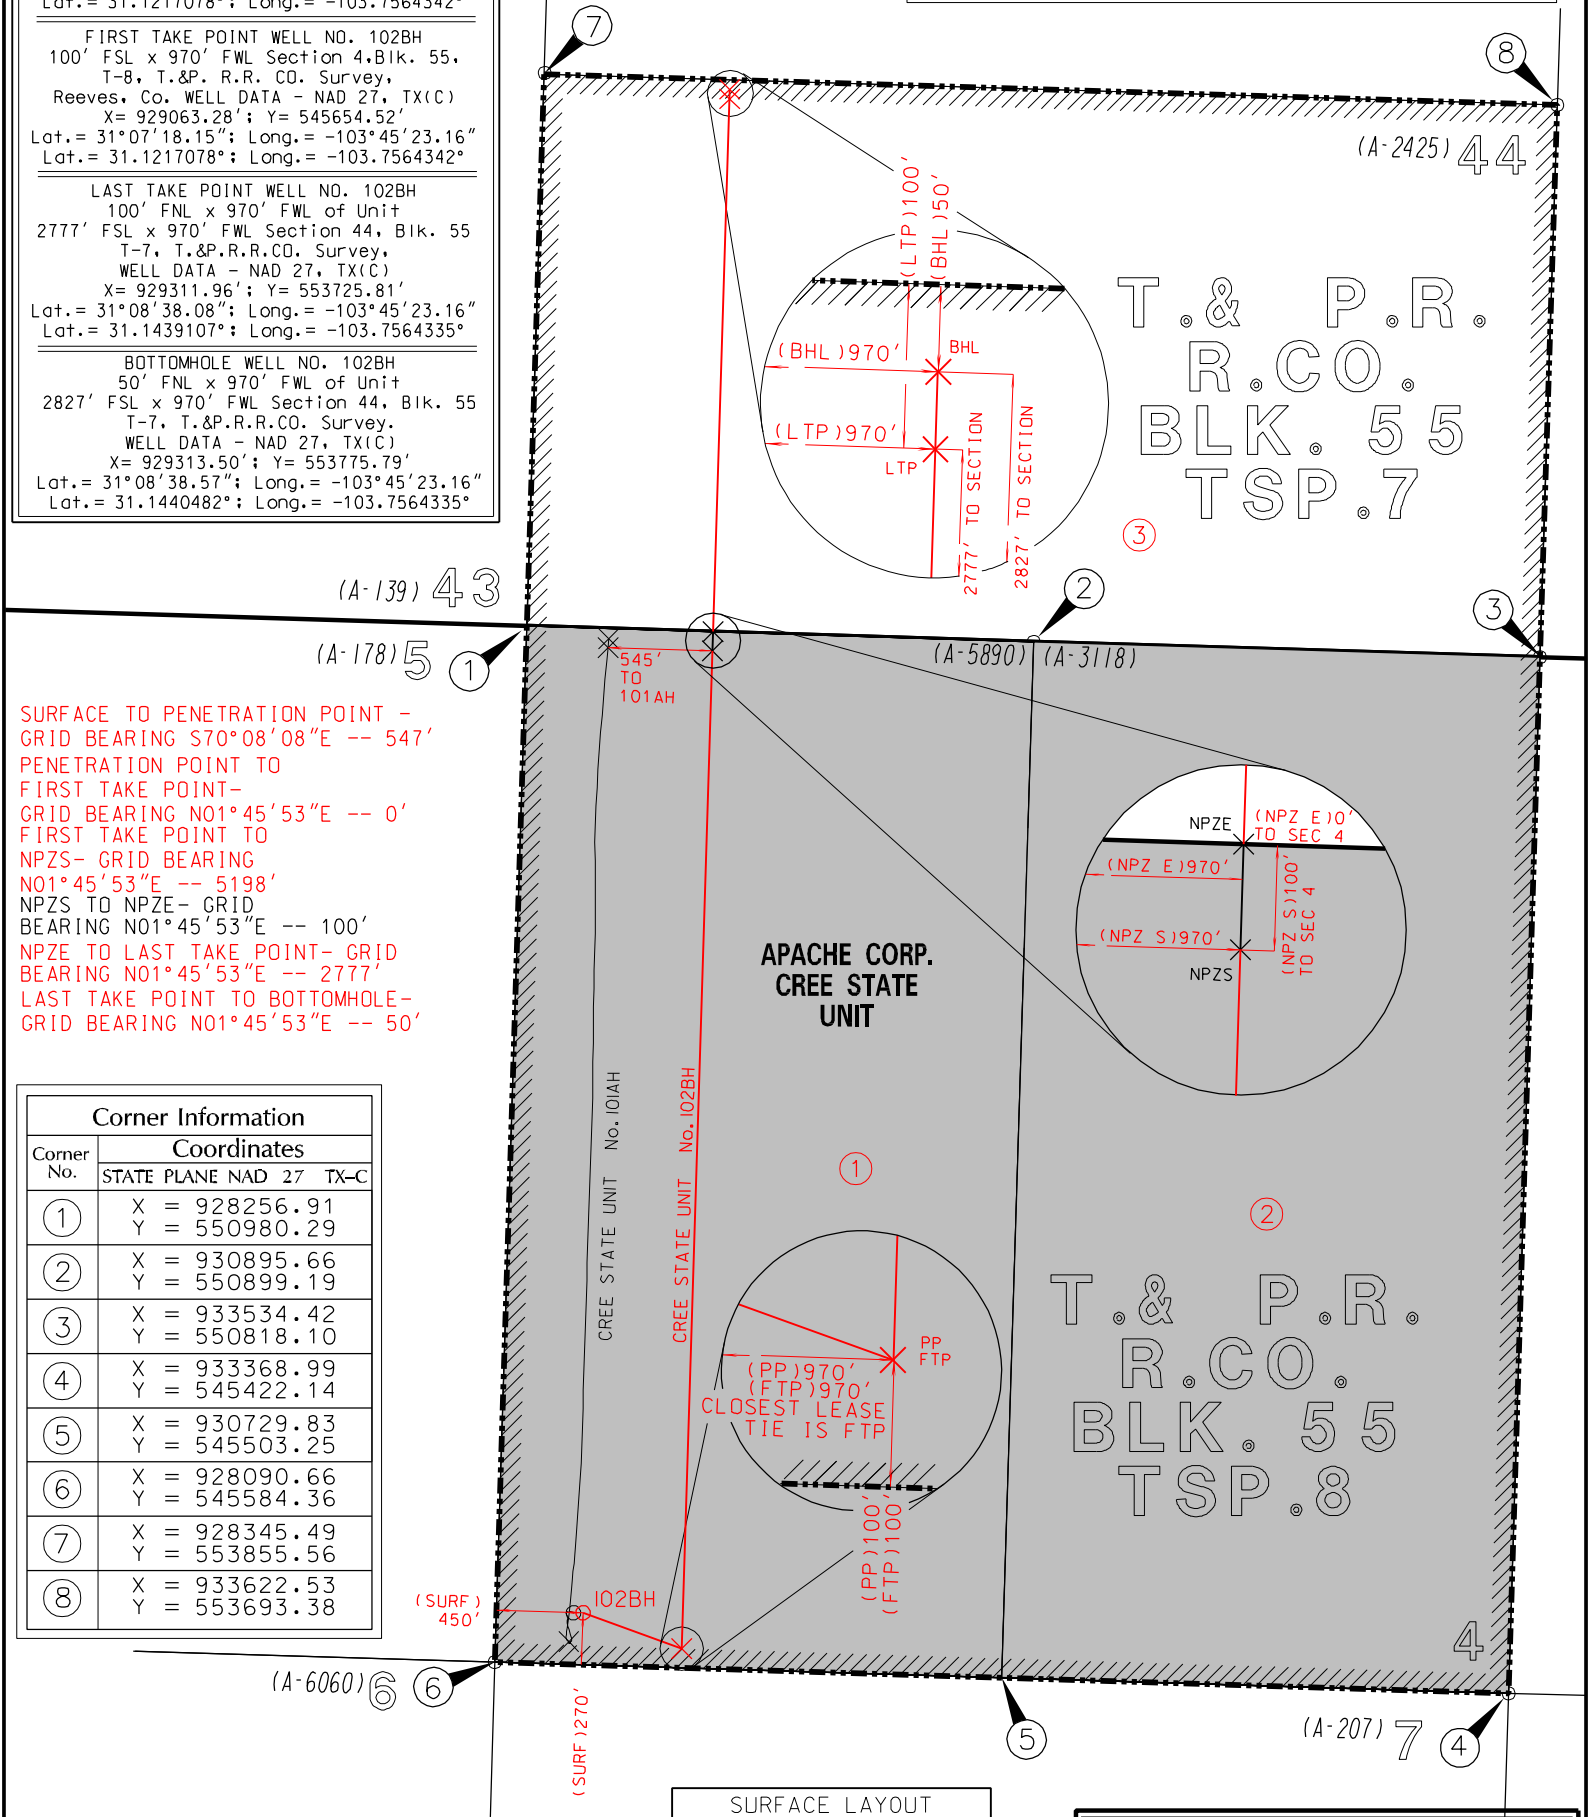 Lat.= 31.1217078°; Long.= -103.7564342°
FIRST TAKE POINT WELL NO. 102BH
100' FSL x 970' FWL Section 4,Blk. 55,
T-8, T.&P. R.R. CO. Survey,
Reeves, Co. WELL DATA - NAD 27, TX(C)
X= 929063.28'; Y= 545654.52'
Lat.= 31°07'18.15"; Long.= -103°45'23.16"
Lat.= 31.1217078°; Long.= -103.7564342°
LAST TAKE POINT WELL NO. 102BH
100' FNL x 970' FWL of Unit
2777' FSL x 970' FWL Section 44, Blk. 55
T-7, T.&P.R.R.CO. Survey,
WELL DATA - NAD 27, TX(C)
X= 929311.96'; Y= 553725.81'
Lat.= 31°08'38.08"; Long.= -103°45'23.16"
Lat.= 31.1439107°; Long.= -103.7564335°
BOTTOMHOLE WELL NO. 102BH
50' FNL x 970' FWL of Unit
2827' FSL x 970' FWL Section 44, Blk. 55
T-7, T.&P.R.R.CO. Survey.
WELL DATA - NAD 27, TX(C)
X= 929313.50'; Y= 553775.79'
Lat.= 31°08'38.57"; Long.= -103°45'23.16"
Lat.= 31.1440482°; Long.= -103.7564335°
7
8
(A-2425) 44
(LTP)100'
(BHL)50'
(BHL)970'
BHL
(LTP)970'
LTP
2777' TO SECTION
2827' TO SECTION
T.& P.R.
R.CO.
BLK. 55
TSP.7
3
(A-139) 43
(A-178) 5
1
2
3
545'
TO
101AH
(A-5890)
(A-3118)
SURFACE TO PENETRATION POINT -
GRID BEARING S70°08'08"E -- 547'
PENETRATION POINT TO
FIRST TAKE POINT-
GRID BEARING N01°45'53"E -- 0'
FIRST TAKE POINT TO
NPZS- GRID BEARING
N01°45'53"E -- 5198'
NPZS TO NPZE- GRID
BEARING N01°45'53"E -- 100'
NPZE TO LAST TAKE POINT- GRID
BEARING N01°45'53"E -- 2777'
LAST TAKE POINT TO BOTTOMHOLE-
GRID BEARING N01°45'53"E -- 50'
NPZE
(NPZ E)0'
TO SEC 4
(NPZ E)970'
(NPZ S)970'
(NPZ S)100'
TO SEC 4
NPZS
APACHE CORP.
CREE STATE
UNIT
CREE STATE UNIT No.101AH
CREE STATE UNIT No.102BH
1
2
Corner Information
Corner
No.
Coordinates
STATE PLANE NAD 27 TX-C
1
X = 928256.91
Y = 550980.29
2
X = 930895.66
Y = 550899.19
3
X = 933534.42
Y = 550818.10
4
X = 933368.99
Y = 545422.14
5
X = 930729.83
Y = 545503.25
6
X = 928090.66
Y = 545584.36
7
X = 928345.49
Y = 553855.56
8
X = 933622.53
Y = 553693.38
PP
FTP
(PP)970'
(FTP)970'
CLOSEST LEASE
TIE IS FTP
(PP)100'
(FTP)100'
T.& P.R.
R.CO.
BLK. 55
TSP.8
(SURF)
450'
102BH
4
(A-6060) 6
6
(SURF)270'
5
(A-207) 7
4
SURFACE LAYOUT